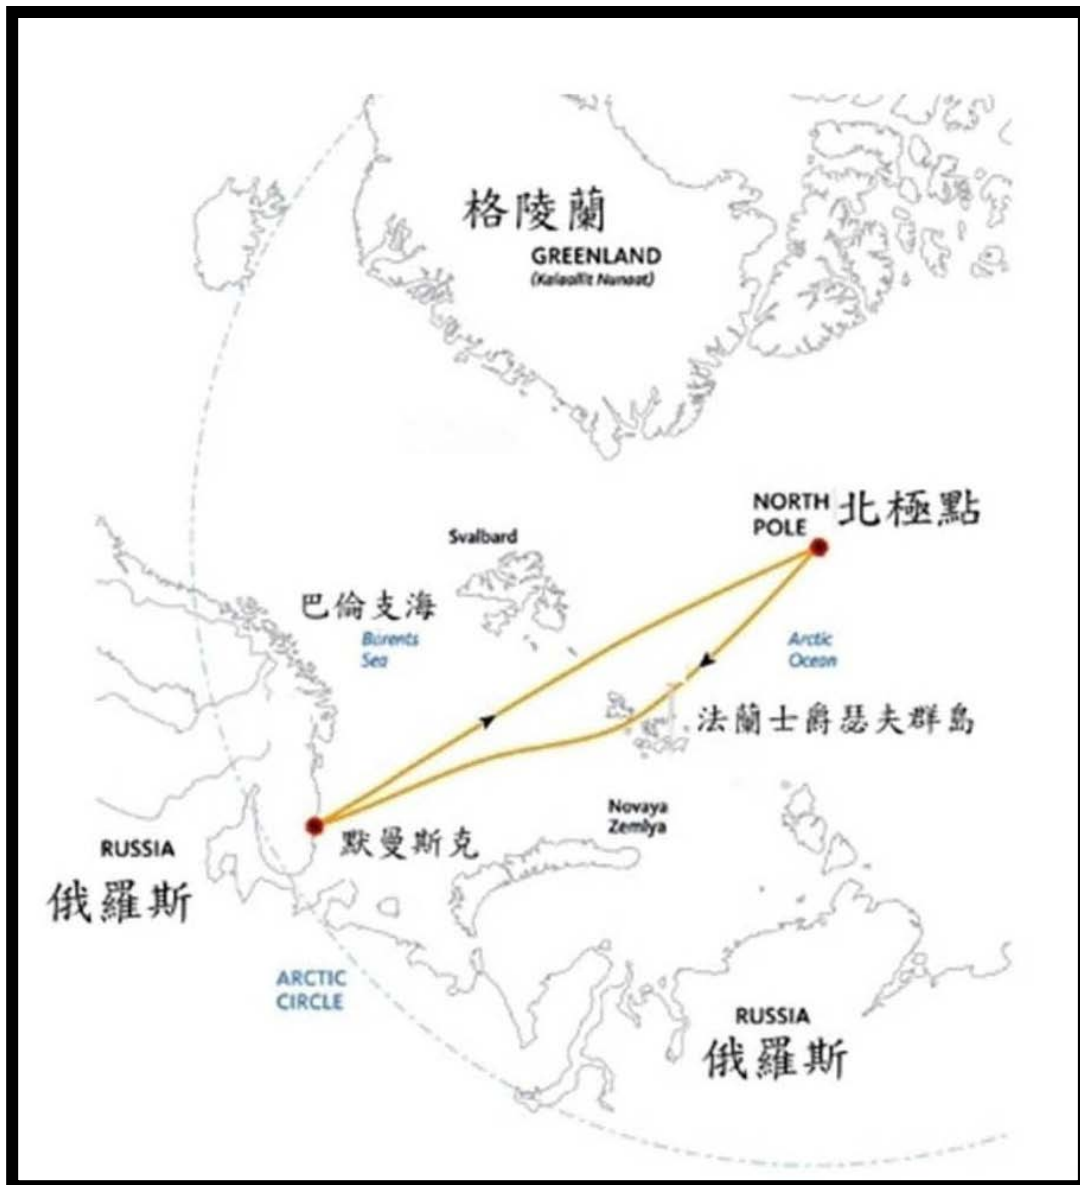 格陵蘭
GREENLAND
(Kalaallit Nunaat)
NORTH
POLE
北極點
Svalbard
巴倫支海
Barents
Sea
Arctic
Ocean
法蘭士爵瑟夫群島
Novaya
Zemlya
默曼斯克
RUSSIA
俄羅斯
ARCTIC
CIRCLE
RUSSIA
俄羅斯